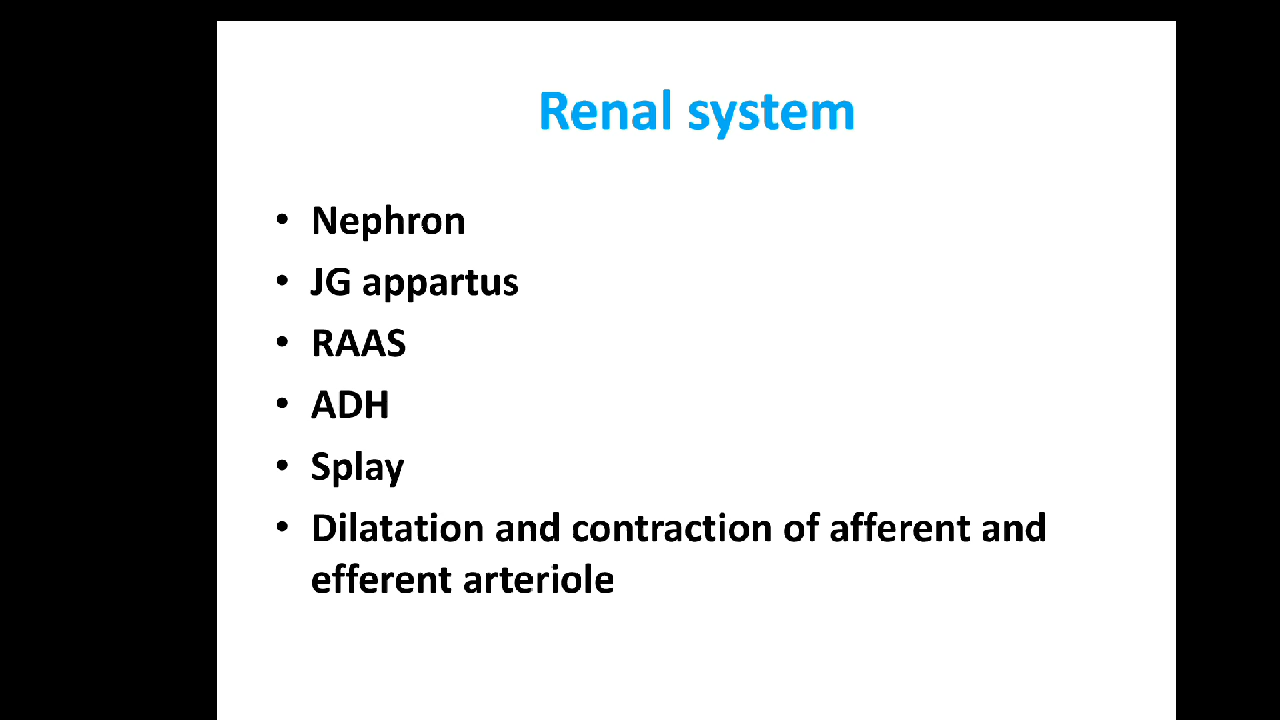 Renal system
• Nephron
• JG appartus
• RAAS
• ADH
• Splay
• Dilatation and contraction of afferent and
efferent arteriole